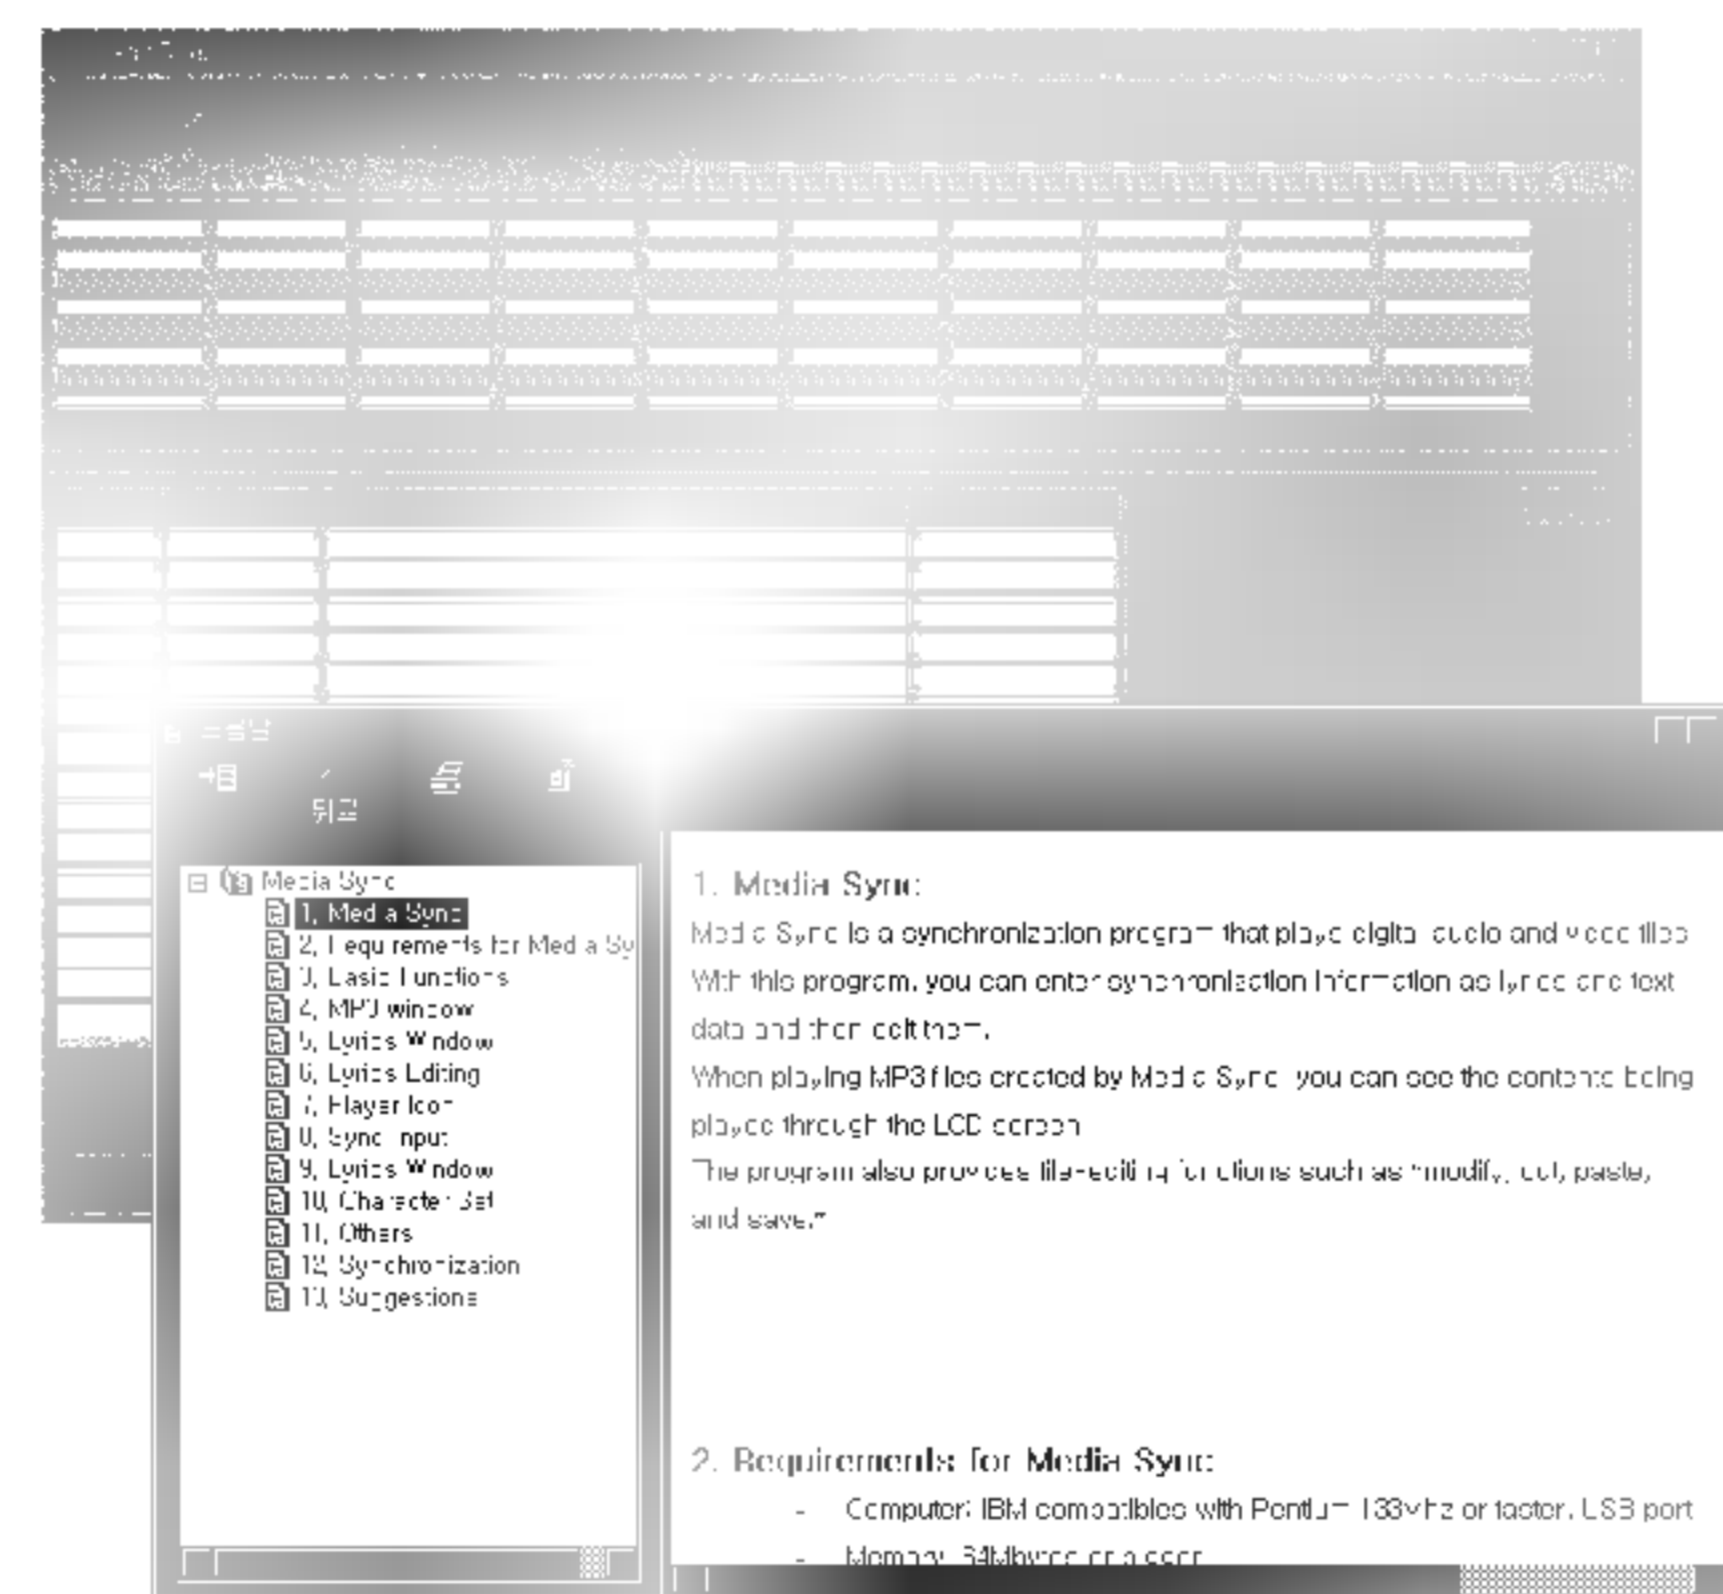 Media Sync
1, Media Sync
2, Requirements for Media Sy
3, Basic Functions
4, MP3 window
5, Lyrics Window
6, Lyrics Editing
7, Player Icon
8, Sync Input
9, Lyrics Window
10, Character Set
11, Others
12, Synchronization
13, Suggestions
1. Media Sync
Media Sync is a synchronization program that plays digital audio and video files
With this program, you can enter synchronisation information as lyrics and text
data and then edit them.
When playing MP3 files created by Media Sync, you can see the contents being
played through the LCD screen
The program also provides file-editing functions such as "modify, cut, paste,
and save."
2. Requirements for Media Sync
- Computer: IBM compatibles with Pentium 133Mhz or faster, USB port
- Memory: 64Mbytes or bigger